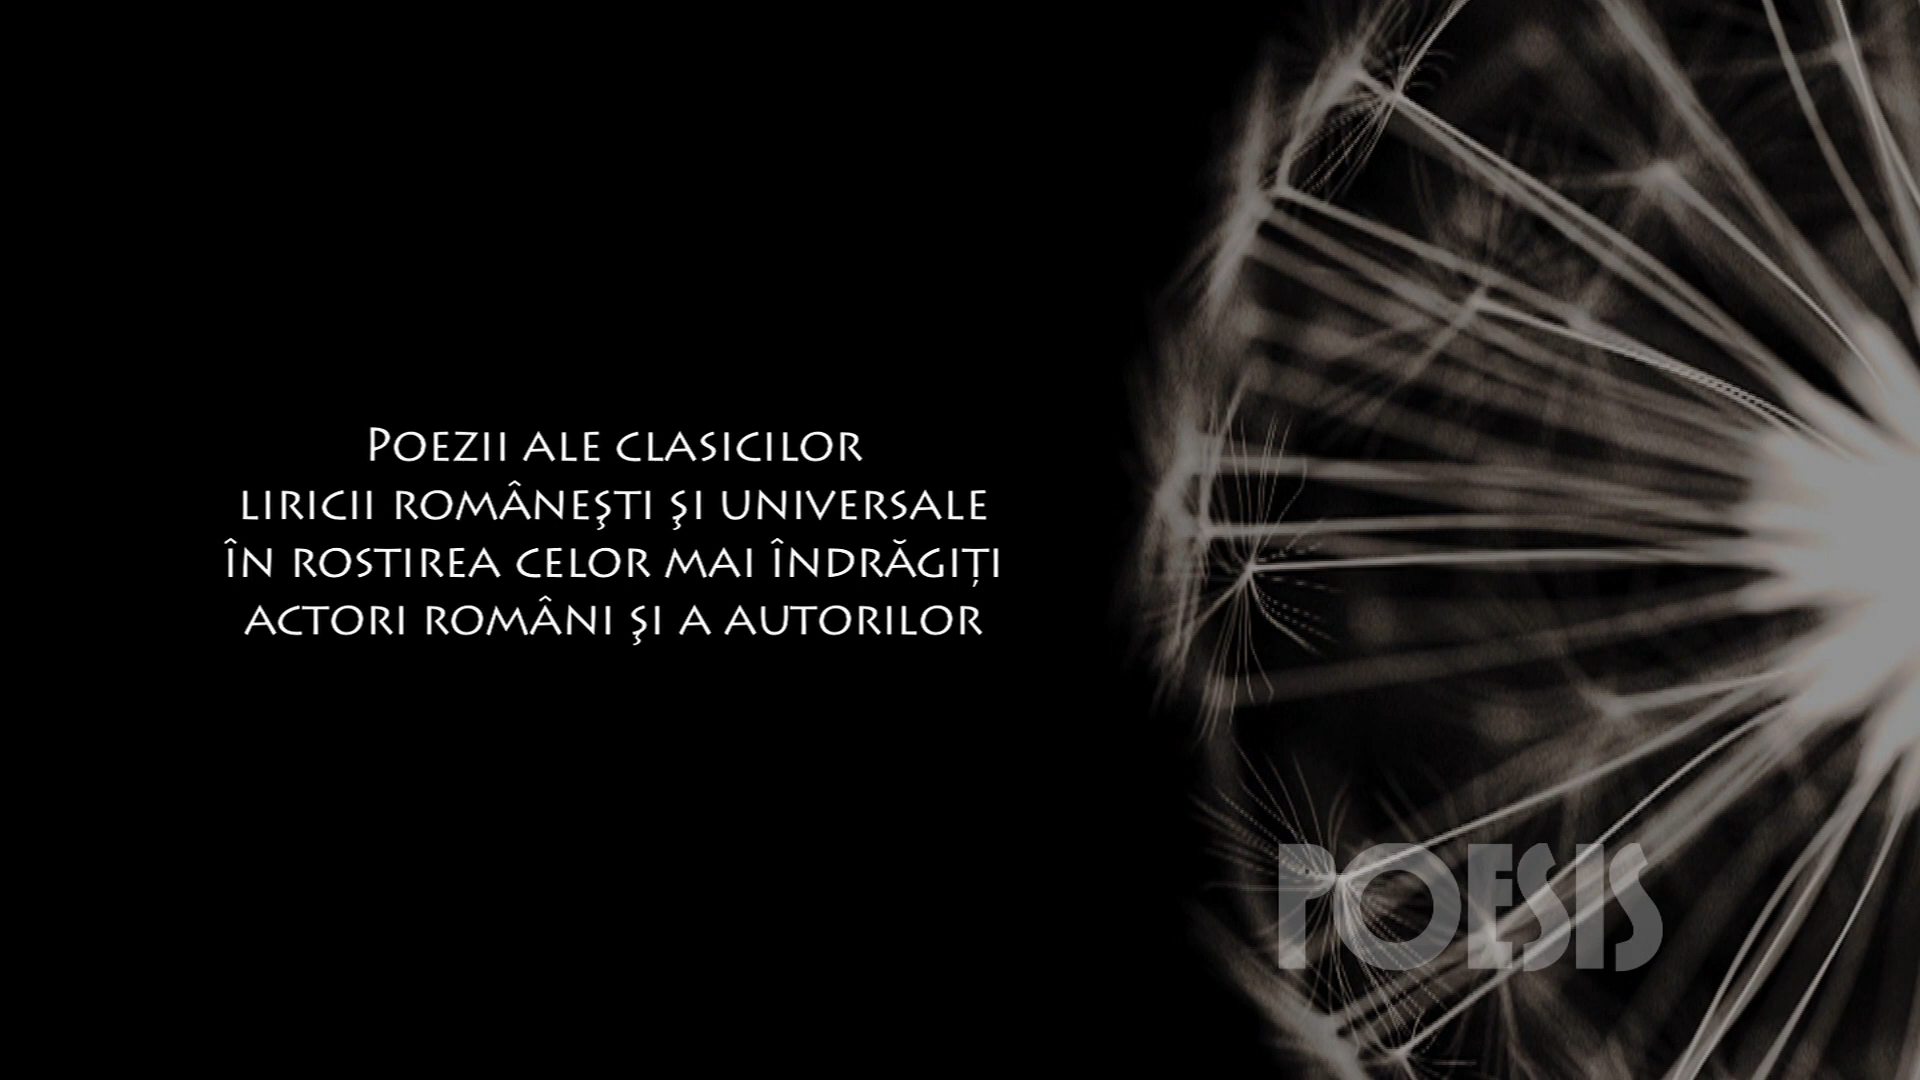 Poezii ale clasicilor
liricii româneşti şi universale
în rostirea celor mai îndrăgiți
actori români şi a autorilor
POESIS